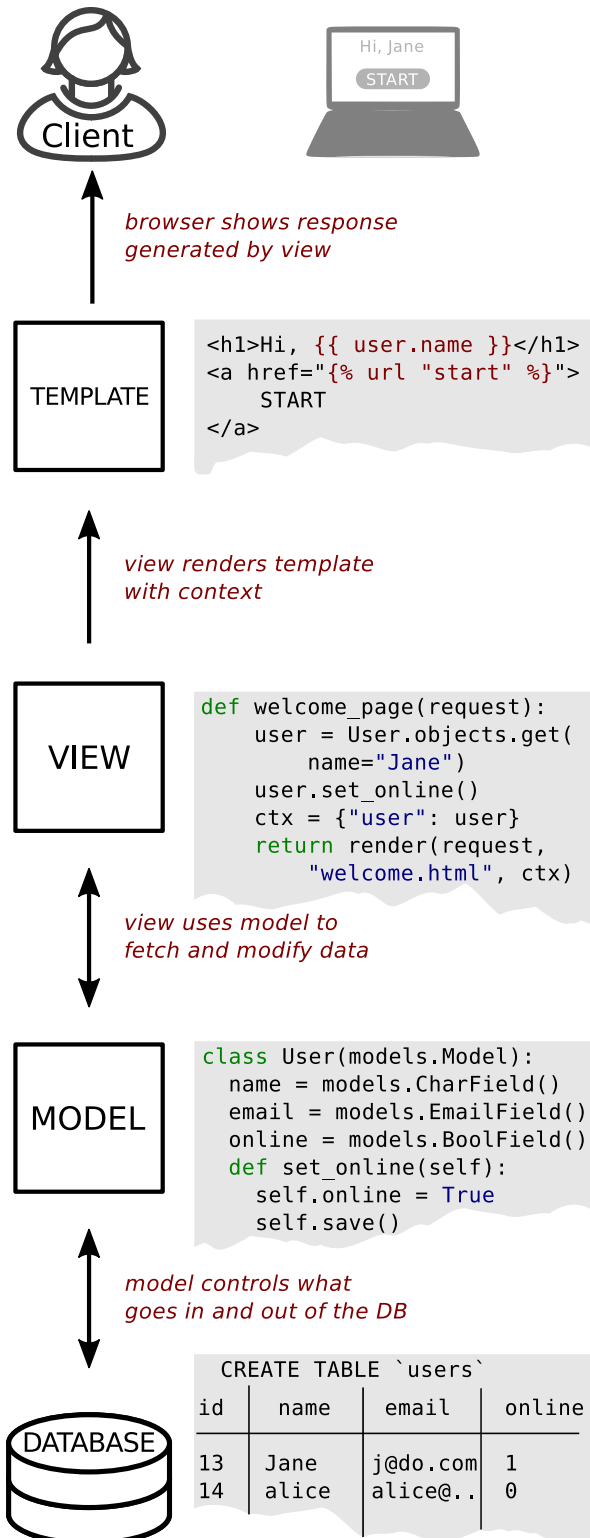 Hi, Jane
START
Client
browser shows response
generated by view
TEMPLATE
<h1>Hi, {{ user.name }}</h1>
<a href="{% url "start" %}">
START
</a>
view renders template
with context
VIEW
def welcome_page(request):
user = User.objects.get(
name="Jane")
user.set_online()
ctx = {"user": user}
return render(request,
"welcome.html", ctx)
view uses model to
fetch and modify data
MODEL
class User(models.Model):
name = models.CharField()
email = models.EmailField()
online = models.BoolField()
def set_online(self):
self.online = True
self.save()
model controls what
goes in and out of the DB
DATABASE
CREATE TABLE `users`
id name email online
13 Jane j@do.com 1
14 alice alice@.. 0